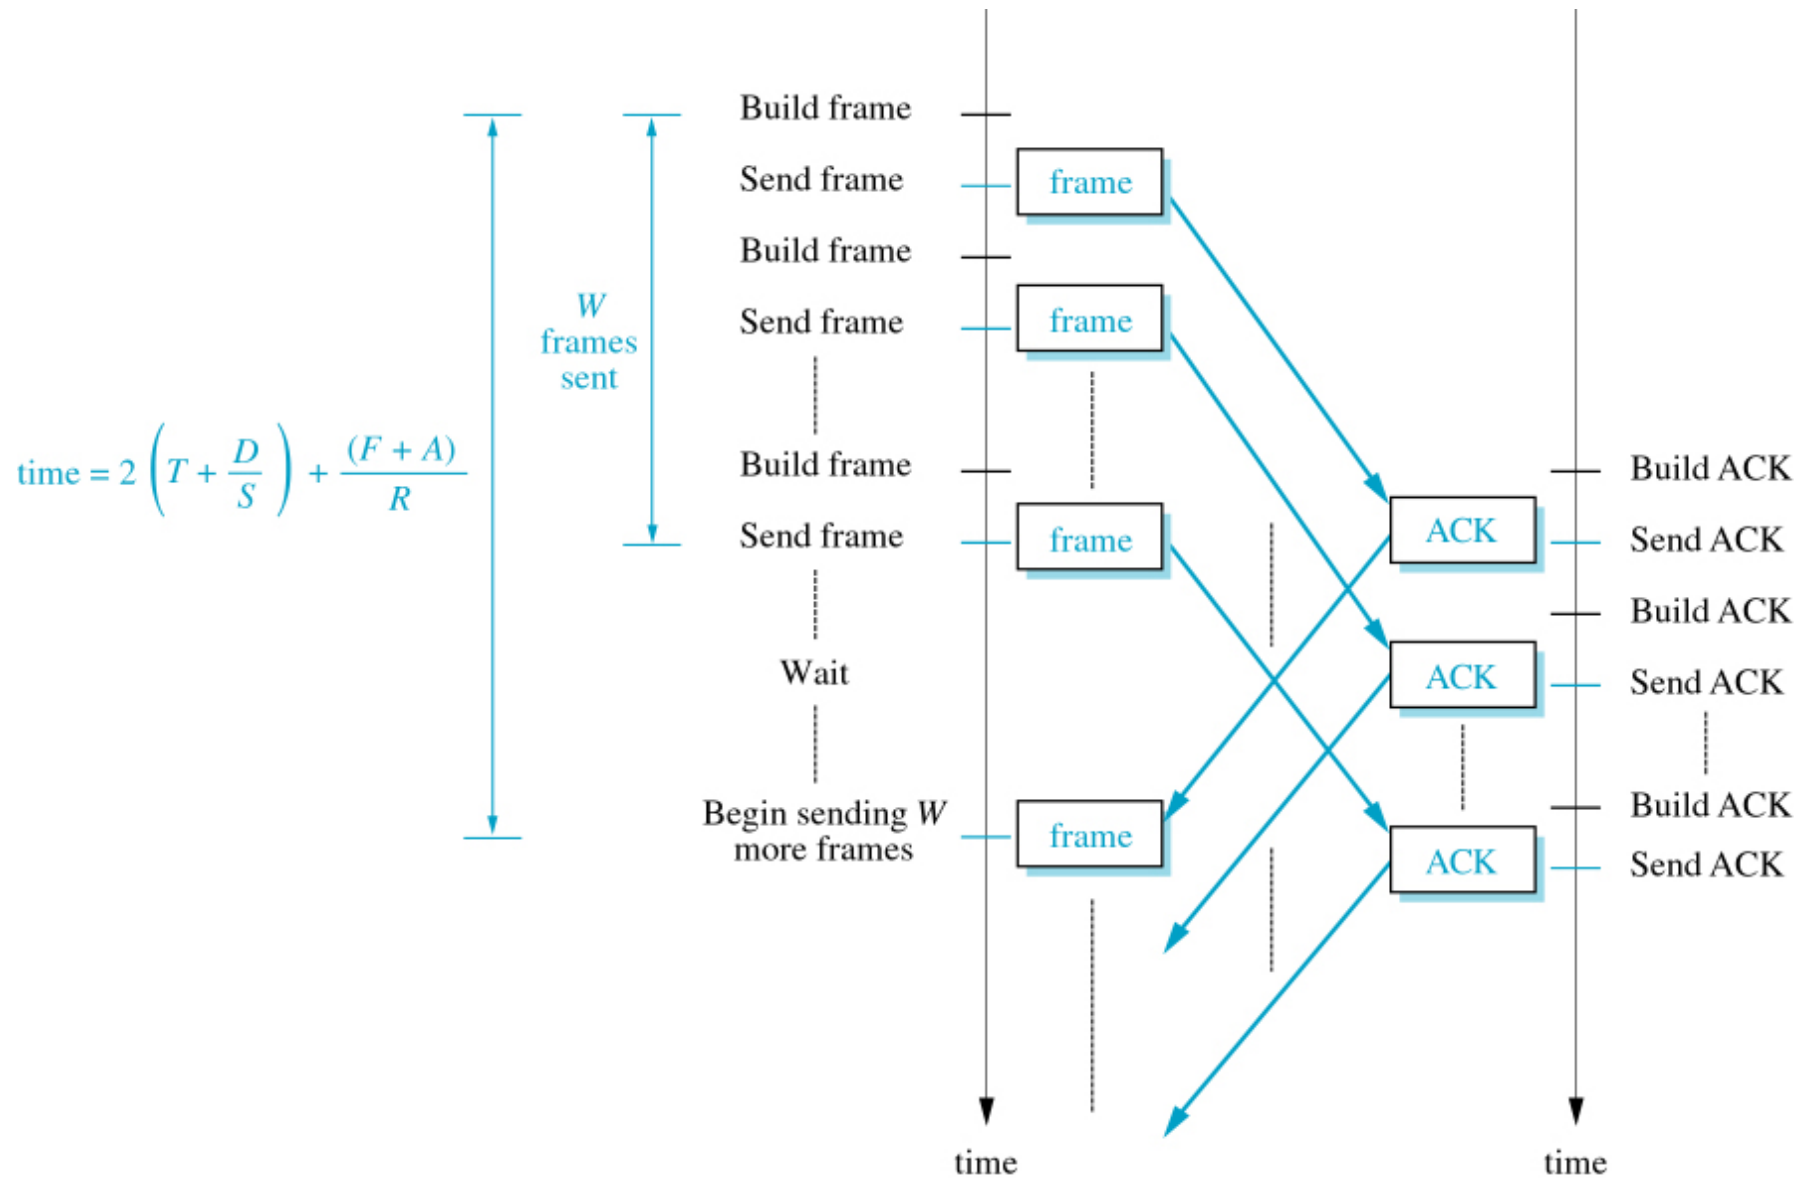 Build frame
Send frame
frame
Build frame
W
frames
sent
Send frame
frame
time = 2 (T + D/S) + (F + A)/R
Build frame
Send frame
frame
Build ACK
ACK
Send ACK
Build ACK
Wait
ACK
Send ACK
Begin sending W
more frames
frame
Build ACK
ACK
Send ACK
time
time